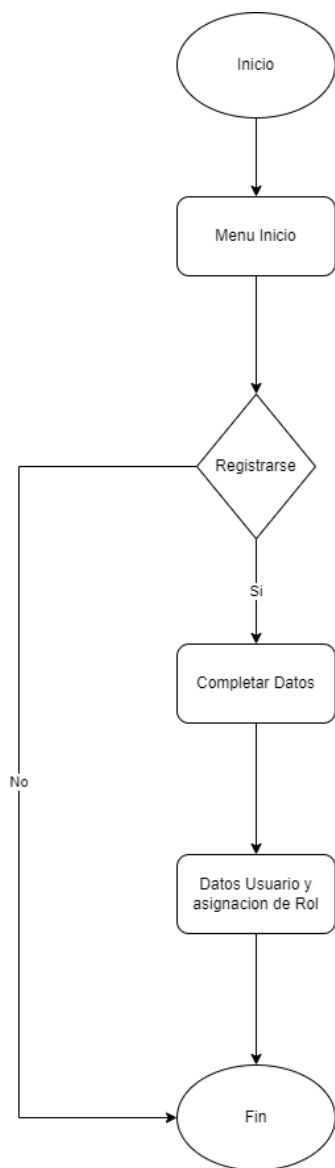 Inicio
Menu Inicio
Registrarse
Si
Completar Datos
No
Datos Usuario y
asignacion de Rol
Fin